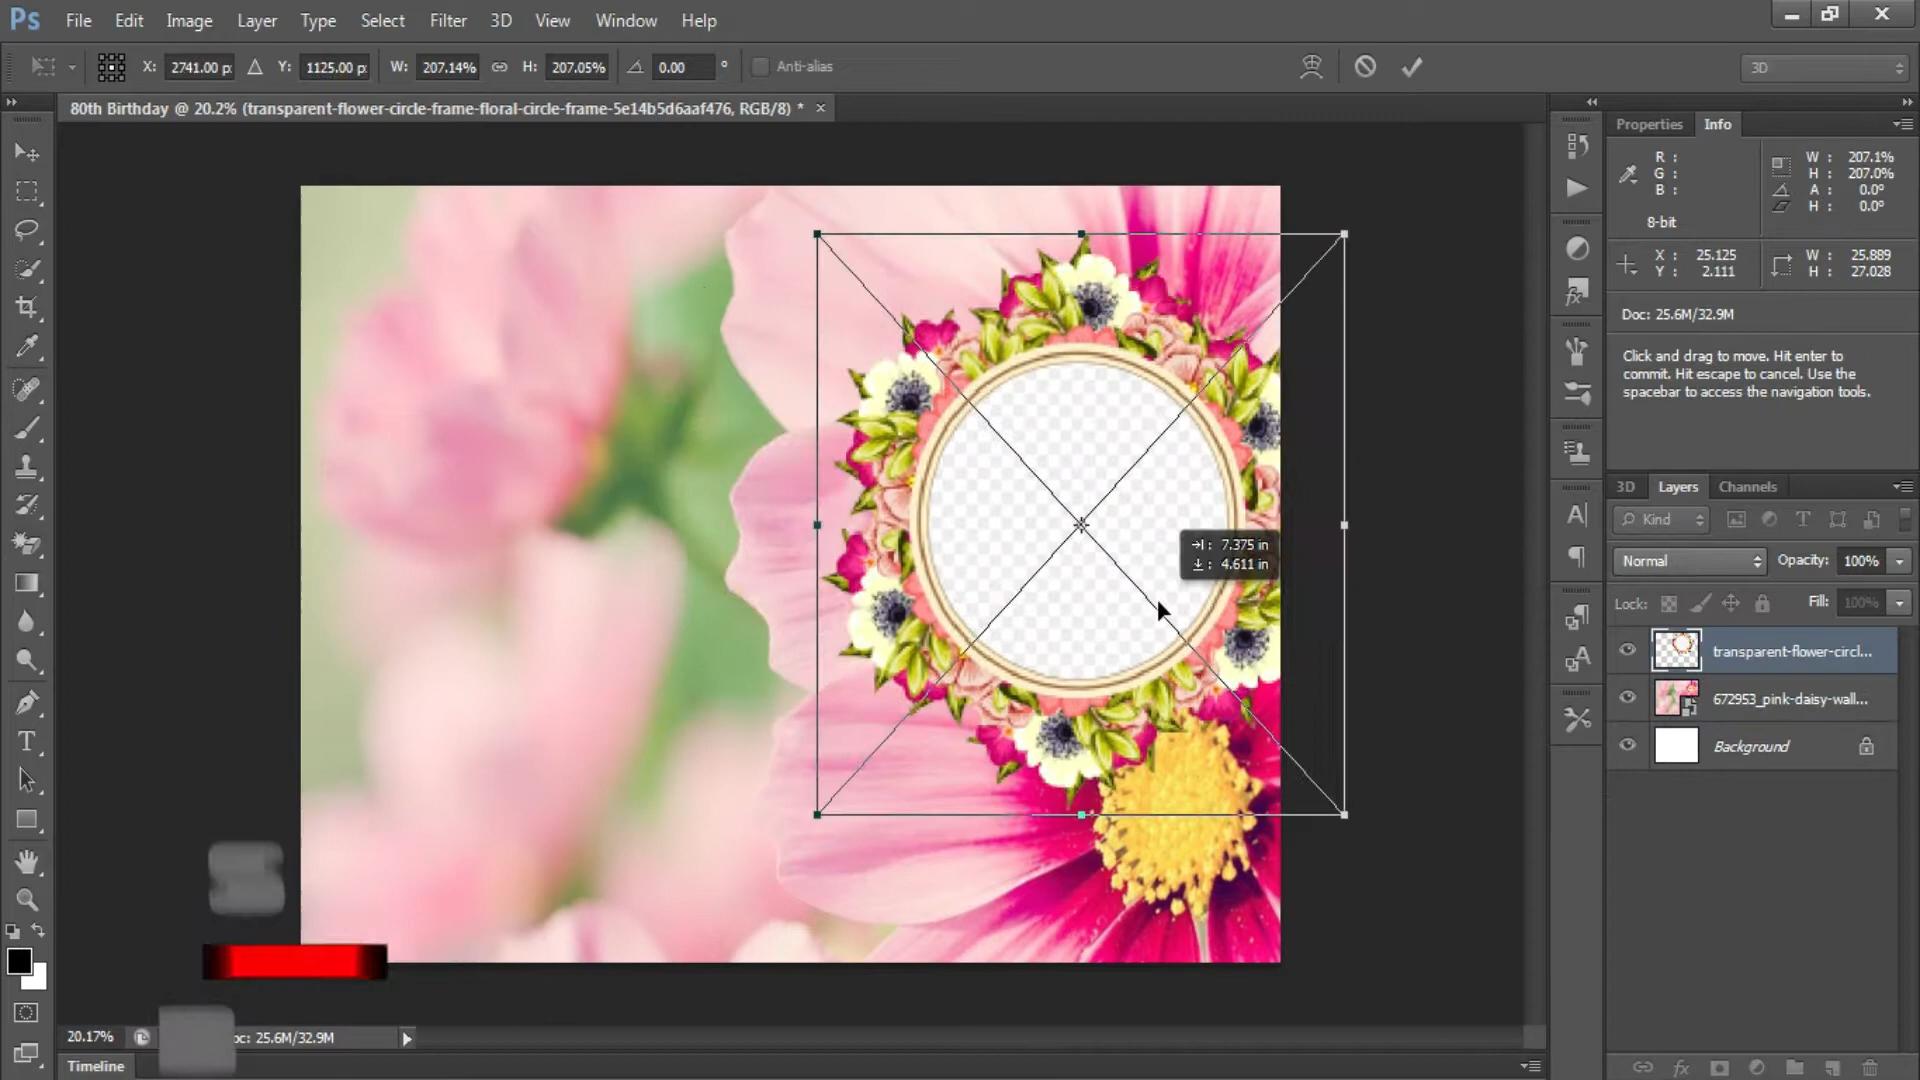 Ps File Edit Image Layer Type Select Filter 3D View Window Help
X: 2741.00 p Y: 1125.00 p W: 207.14% H: 207.05% 0.00 ° Anti-alias 3D
80th Birthday @ 20.2% (transparent-flower-circle-frame-floral-circle-frame-5e14b5d6aaf476, RGB/8) * ×
Properties Info
R : W : 207.1%
G : H : 207.0%
B : A : 0.0°
H : 0.0°
8-bit
X : 25.125 W : 25.889
Y : 2.111 H : 27.028
Doc: 25.6M/32.9M
Click and drag to move. Hit enter to
commit. Hit escape to cancel. Use the
spacebar to access the navigation tools.
3D Layers Channels
Kind
Normal Opacity: 100%
Lock: Fill: 100%
transparent-flower-circl...
672953_pink-daisy-wall...
Background
7.375 in
4.611 in
20.17% oc: 25.6M/32.9M
Timeline